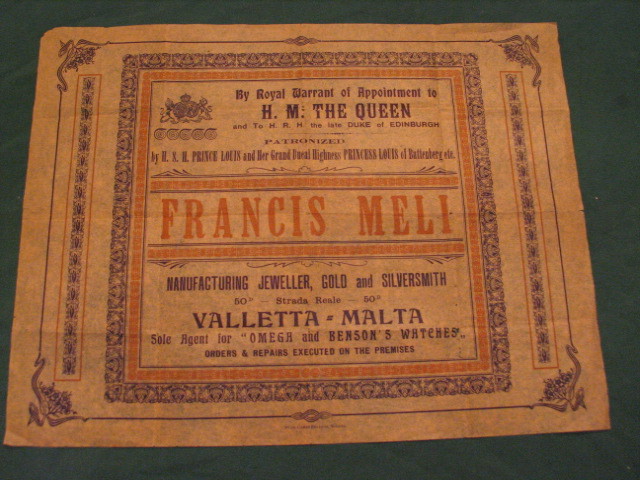 By Royal Warrant of Appointment to
H. M: THE QUEEN
and To H. R. H. the late DUKE of EDINBURGH
PATRONIZED
by H. S. H. PRINCE LOUIS and Her Grand Ducal Highness PRINCESS LOUIS of Battenberg etc.
FRANCIS MELI
MANUFACTURING JEWELLER, GOLD and SILVERSMITH
50ᴰ — Strada Reale — 50ᴰ
VALLETTA = MALTA
Sole Agent for "OMEGA and BENSON'S WATCHES"
ORDERS & REPAIRS EXECUTED ON THE PREMISES